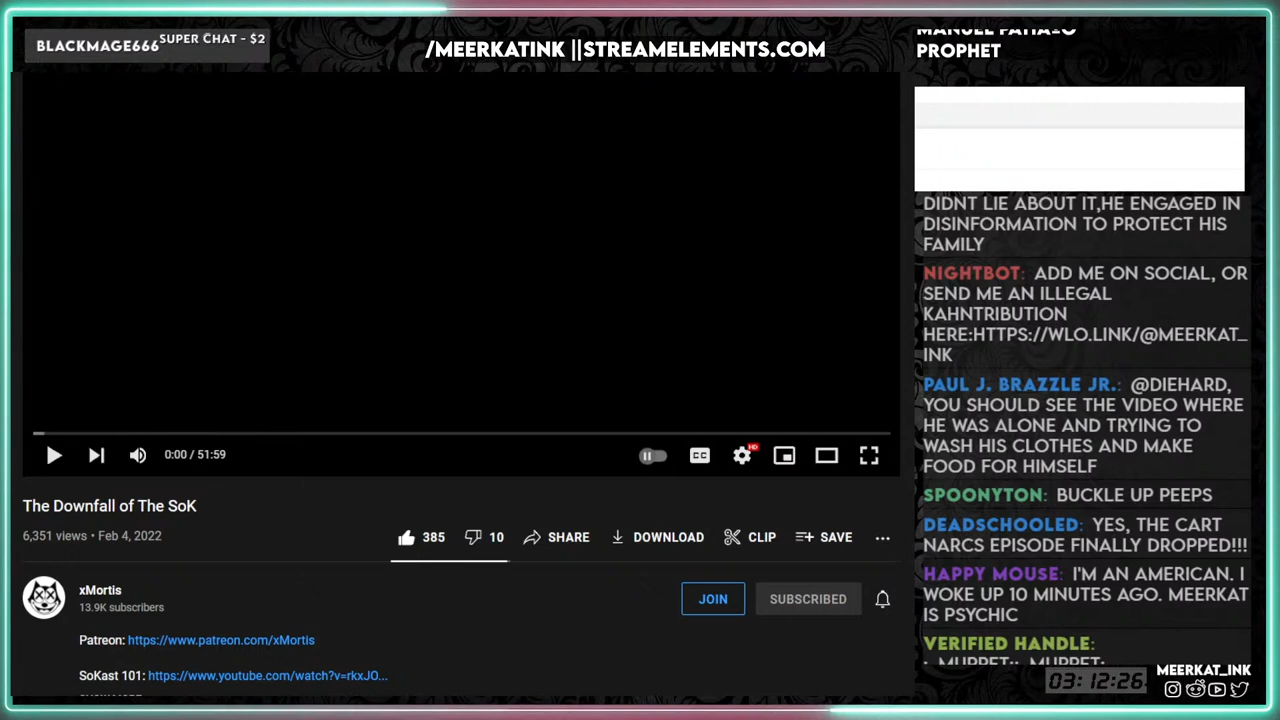 BLACKMAGE666 SUPER CHAT - $2
/MEERKATINK ||STREAMELEMENTS.COM
PROPHET
DIDNT LIE ABOUT IT,HE ENGAGED IN
DISINFORMATION TO PROTECT HIS
FAMILY
NIGHTBOT: ADD ME ON SOCIAL, OR
SEND ME AN ILLEGAL
KAHNTRIBUTION
HERE:HTTPS://WLO.LINK/@MEERKAT_
INK
PAUL J. BRAZZLE JR.: @DIEHARD,
YOU SHOULD SEE THE VIDEO WHERE
HE WAS ALONE AND TRYING TO
WASH HIS CLOTHES AND MAKE
FOOD FOR HIMSELF
SPOONYTON: BUCKLE UP PEEPS
DEADSCHOOLED: YES, THE CART
NARCS EPISODE FINALLY DROPPED!!!
HAPPY MOUSE: I'M AN AMERICAN. I
WOKE UP 10 MINUTES AGO. MEERKAT
IS PSYCHIC
VERIFIED HANDLE:
:_MUPPET::_MUPPET:
0:00 / 51:59
CC
HD
The Downfall of The SoK
6,351 views • Feb 4, 2022
385
10
SHARE
DOWNLOAD
CLIP
SAVE
xMortis
13.9K subscribers
JOIN
SUBSCRIBED
Patreon: https://www.patreon.com/xMortis
SoKast 101: https://www.youtube.com/watch?v=rkxJO...
03:12:26
MEERKAT_INK